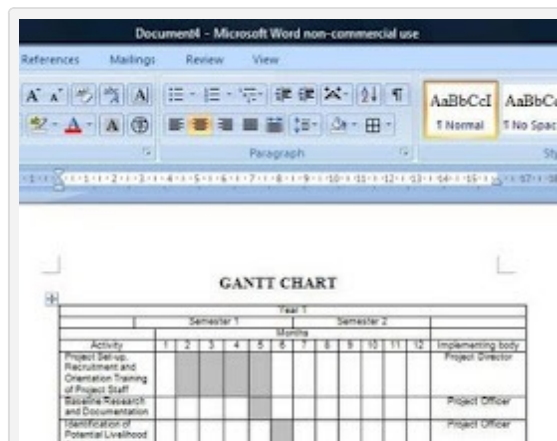 Document4 - Microsoft Word non-commercial use
References Mailings Review View
AaBbCcI AaBbCc
¶ Normal ¶ No Spac
Paragraph
GANTT CHART
Year 1
Semester 1 Semester 2
Months
Activity 1 2 3 4 5 6 7 8 9 10 11 12 Implementing body
Project Set-up, Project Director
Recruitment and
Orientation Training
of Project Staff
Baseline Research Project Officer
and Documentation
Identification of Project Officer
Potential Livelihood